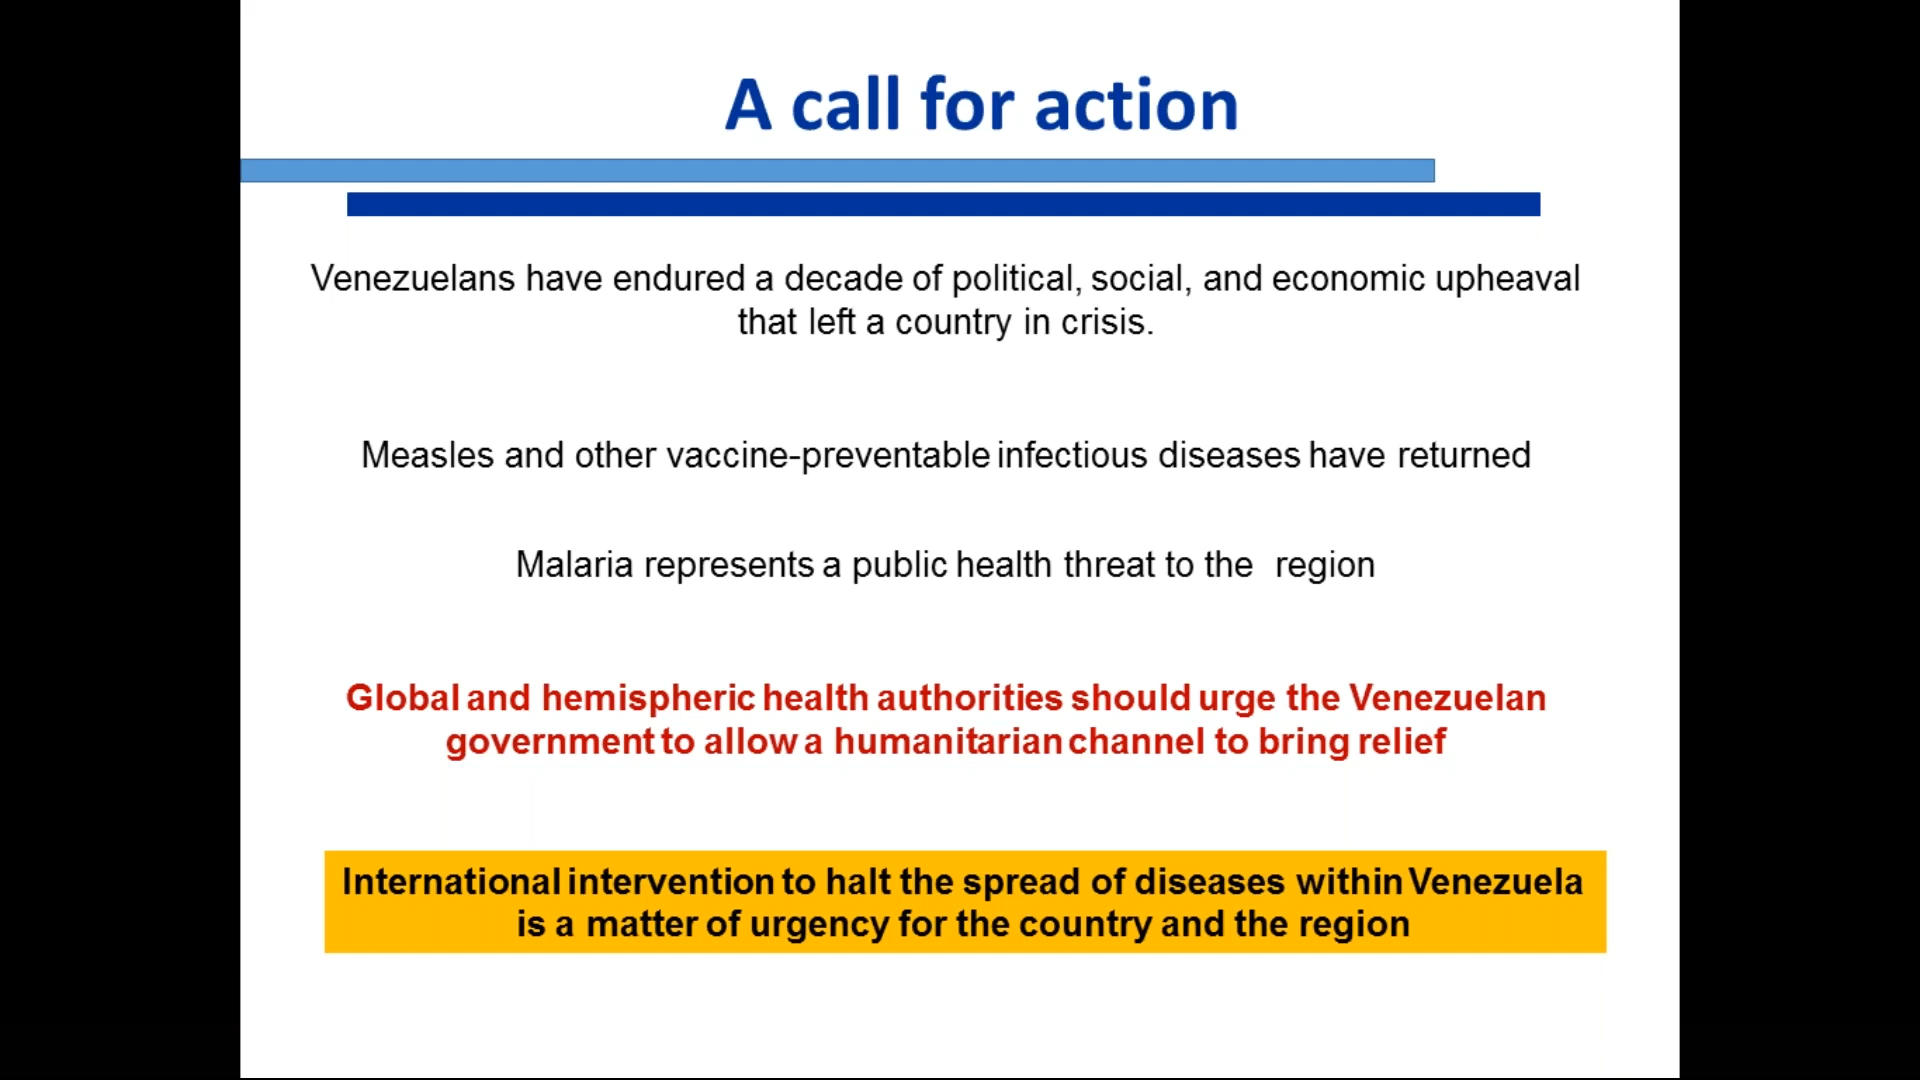 A call for action
Venezuelans have endured a decade of political, social, and economic upheaval
that left a country in crisis.
Measles and other vaccine-preventable infectious diseases have returned
Malaria represents a public health threat to the region
Global and hemispheric health authorities should urge the Venezuelan
government to allow a humanitarian channel to bring relief
International intervention to halt the spread of diseases within Venezuela
is a matter of urgency for the country and the region